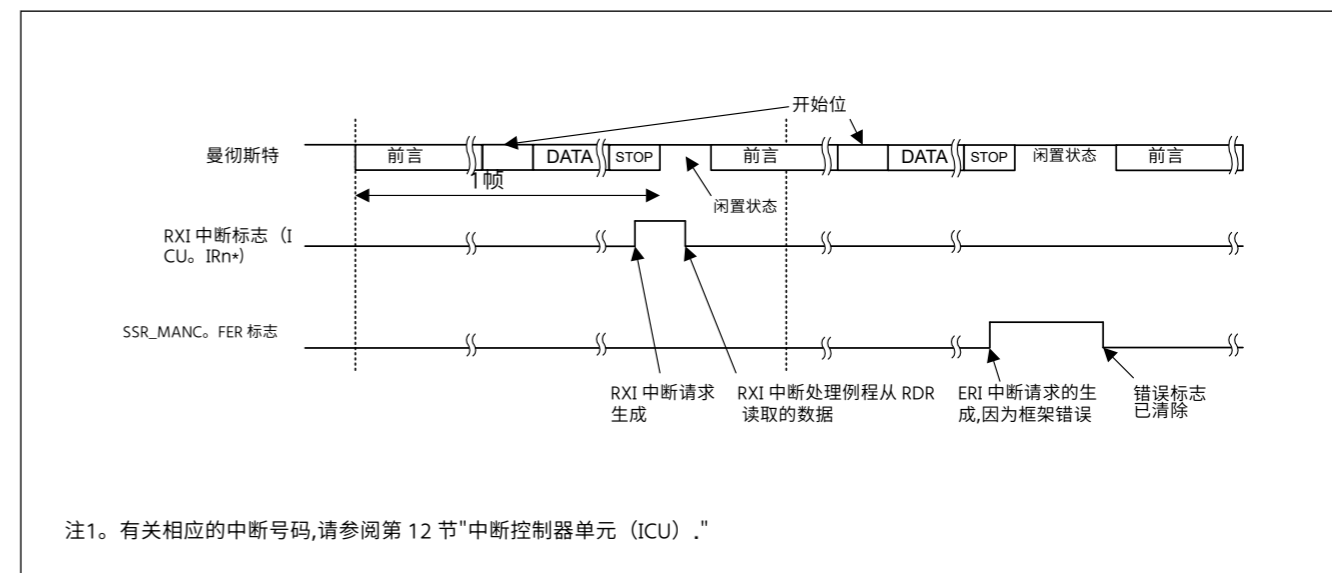 开始位
曼彻斯特
前言
DATA
STOP
前言
DATA
STOP
闲置状态
前言
1帧
闲置状态
RXI 中断标志（I
CU。IRn*)
SSR_MANC。FER 标志
RXI 中断请求
生成
RXI 中断处理例程从 RDR
读取的数据
ERI 中断请求的生
成,因为框架错误
错误标志
已清除
注1。有关相应的中断号码,请参阅第 12 节"中断控制器单元（ICU）."